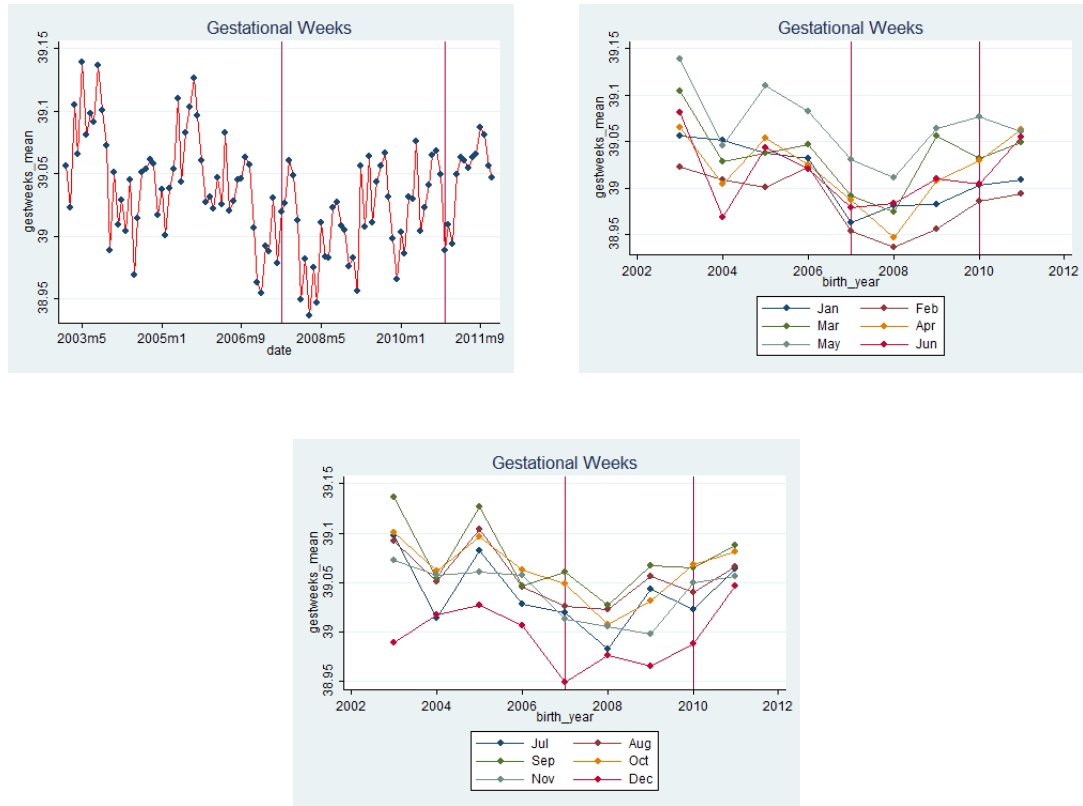 Gestational Weeks
gestweeks_mean
39.15
39.1
39.05
39
38.95
2003m5 2005m1 2006m9 2008m5 2010m1 2011m9
date
Gestational Weeks
gestweeks_mean
39.15
39.1
39.05
39
38.95
2002 2004 2006 2008 2010 2012
birth_year
Jan Feb
Mar Apr
May Jun
Gestational Weeks
gestweeks_mean
39.15
39.1
39.05
39
38.95
2002 2004 2006 2008 2010 2012
birth_year
Jul Aug
Sep Oct
Nov Dec